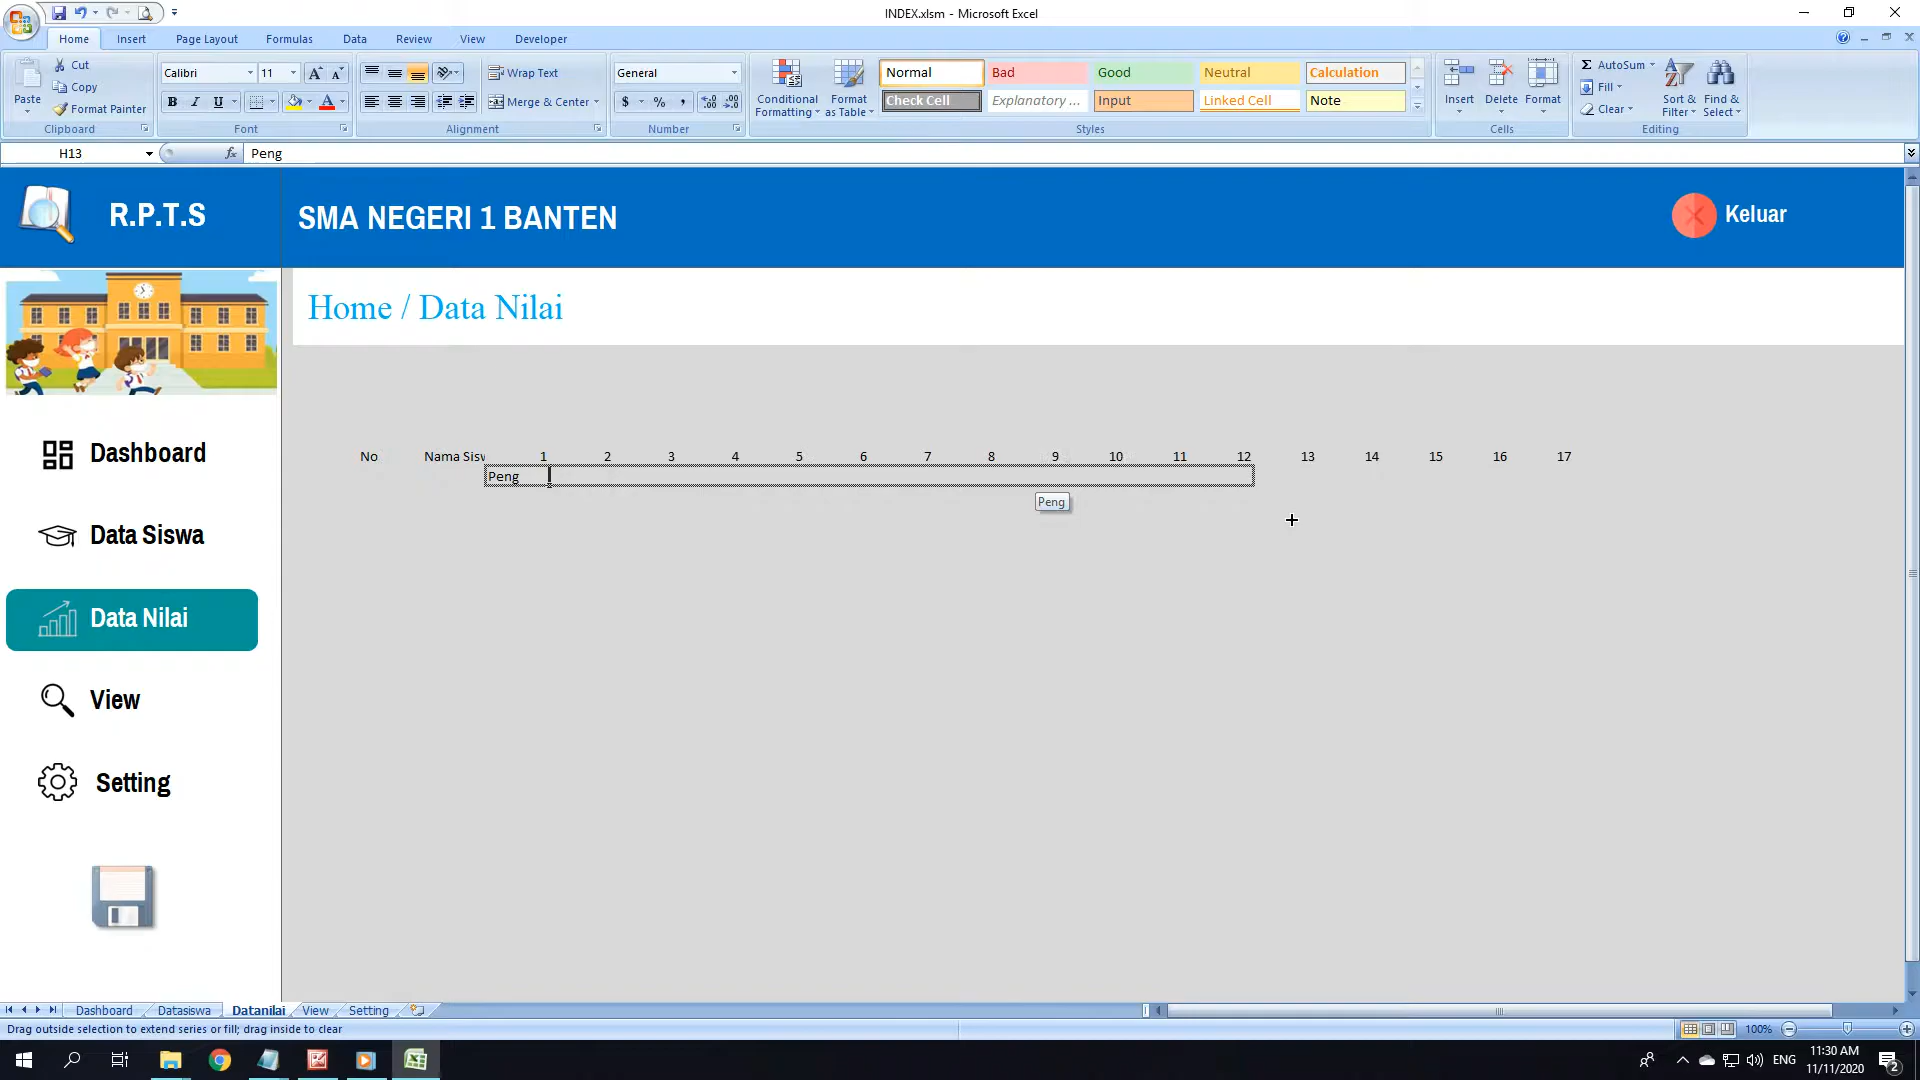 INDEX.xlsm - Microsoft Excel
Home Insert Page Layout Formulas Data Review View Developer
Paste
Cut
Copy
Format Painter
Clipboard
Calibri 11
B I U
Font
Wrap Text
Merge & Center
Alignment
General
$ % ,
Number
Conditional Formatting
Format as Table
Normal Bad Good Neutral Calculation
Check Cell Explanatory ... Input Linked Cell Note
Styles
Insert Delete Format
Cells
Σ AutoSum
Fill
Clear
Sort & Filter
Find & Select
Editing
H13 fx Peng
R.P.T.S
SMA NEGERI 1 BANTEN
Keluar
Home / Data Nilai
Dashboard
Data Siswa
Data Nilai
View
Setting
No Nama Sisw 1 2 3 4 5 6 7 8 9 10 11 12 13 14 15 16 17
Peng
Peng
Dashboard Datasiswa Datanilai View Setting
Drag outside selection to extend series or fill; drag inside to clear
100%
ENG
11:30 AM
11/11/2020
2